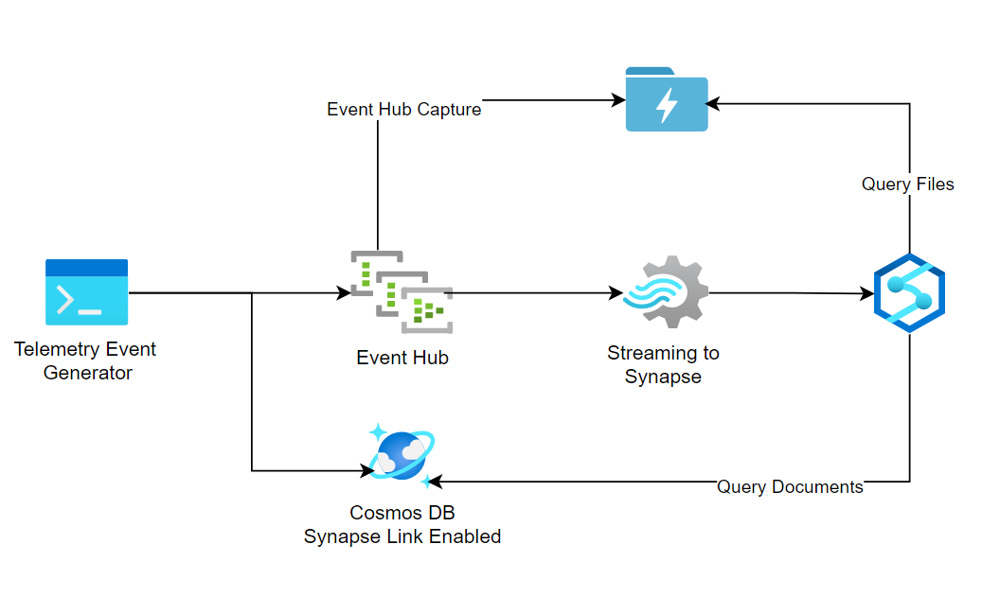 Event Hub Capture
Query Files
Telemetry Event
Generator
Event Hub
Streaming to
Synapse
Query Documents
Cosmos DB
Synapse Link Enabled